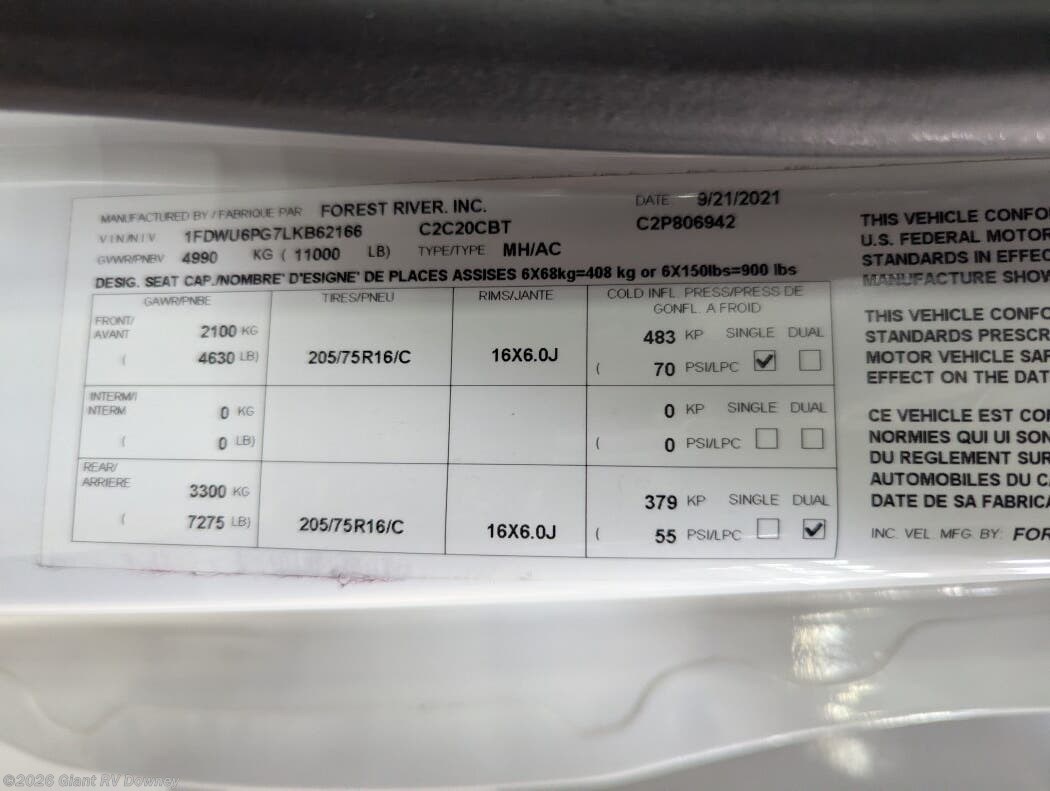 MANUFACTURED BY / FABRIQUE PAR FOREST RIVER. INC. DATE 9/21/2021
V I N /N I V 1FDWU6PG7LKB62166 C2C20CBT C2P806942
GVWR/PNBV 4990 KG ( 11000 LB) TYPE/TYPE MH/AC
DESIG. SEAT CAP./NOMBRE' D'ESIGNE' DE PLACES ASSISES 6X68kg=408 kg or 6X150lbs=900 lbs
GAWR/PNBE TIRES/PNEU RIMS/JANTE COLD INFL. PRESS/PRESS DE
GONFL. A FROID
FRONT/
AVANT 2100 KG 483 KP SINGLE DUAL
( 4630 LB) 205/75R16/C 16X6.0J ( 70 PSI/LPC
INTERM/I
NTERM 0 KG 0 KP SINGLE DUAL
( 0 LB) ( 0 PSI/LPC
REAR/
ARRIERE 3300 KG 379 KP SINGLE DUAL
( 7275 LB) 205/75R16/C 16X6.0J ( 55 PSI/LPC
THIS VEHICLE CONFO
U.S. FEDERAL MOTOR
STANDARDS IN EFFEC
MANUFACTURE SHOW
THIS VEHICLE CONFO
STANDARDS PRESCR
MOTOR VEHICLE SAF
EFFECT ON THE DAT
CE VEHICLE EST CON
NORMIES QUI UI SON
DU REGLEMENT SUR
AUTOMOBILES DU CA
DATE DE SA FABRICA
INC. VEL. MFG. BY: FOR
©2026 Giant RV Downey